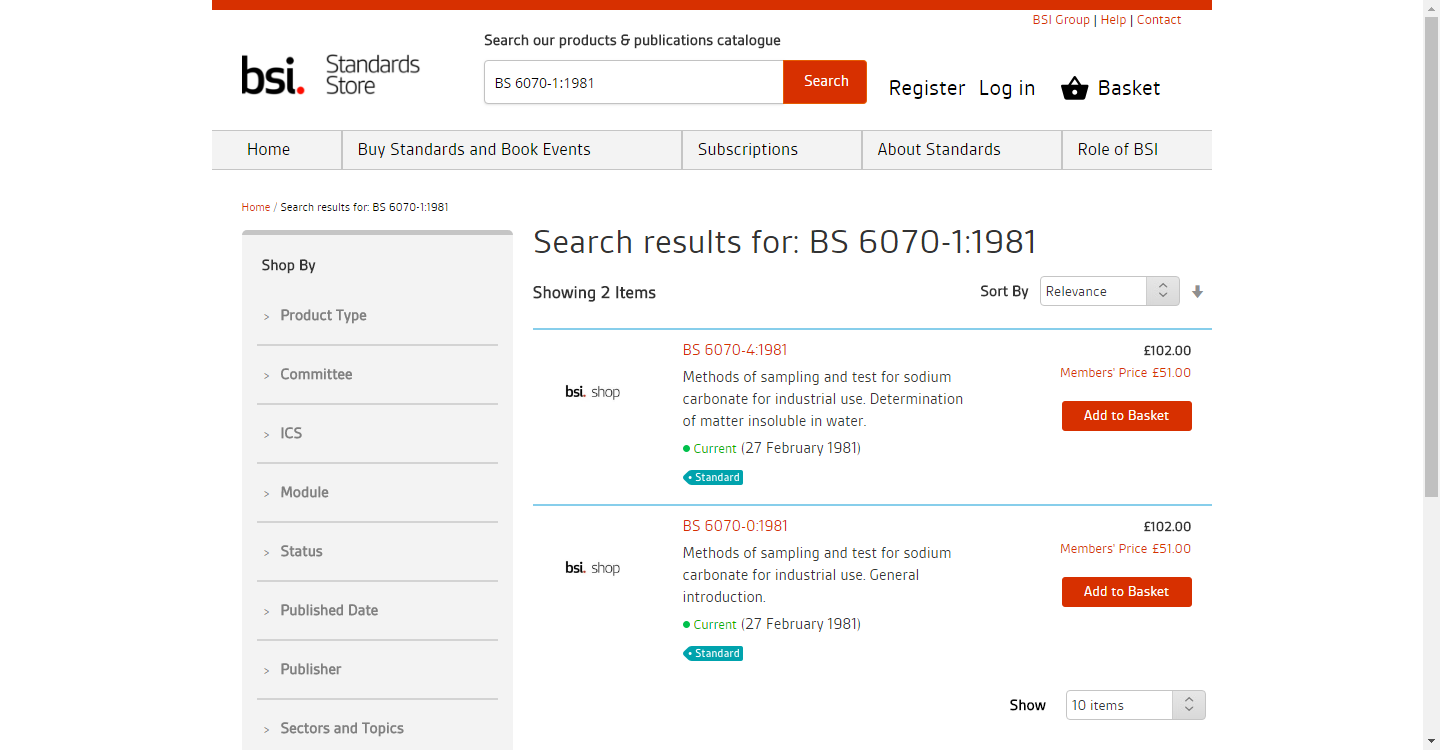 BSI Group | Help | Contact
Search our products & publications catalogue
bsi. Standards Store
BS 6070-1:1981
Search
Register Log in Basket
Home
Buy Standards and Book Events
Subscriptions
About Standards
Role of BSI
Home / Search results for: BS 6070-1:1981
Shop By
> Product Type
> Committee
> ICS
> Module
> Status
> Published Date
> Publisher
> Sectors and Topics
Search results for: BS 6070-1:1981
Showing 2 Items
Sort By Relevance
bsi. shop
BS 6070-4:1981
Methods of sampling and test for sodium
carbonate for industrial use. Determination
of matter insoluble in water.
Current (27 February 1981)
Standard
£102.00
Members' Price £51.00
Add to Basket
bsi. shop
BS 6070-0:1981
Methods of sampling and test for sodium
carbonate for industrial use. General
introduction.
Current (27 February 1981)
Standard
£102.00
Members' Price £51.00
Add to Basket
Show 10 items